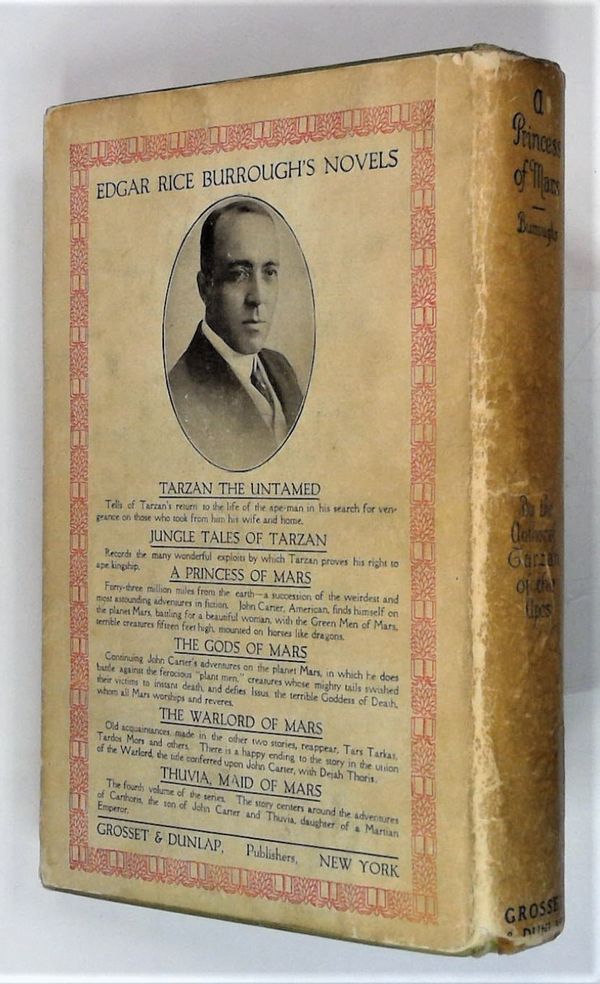 EDGAR RICE BURROUGH'S NOVELS
TARZAN THE UNTAMED
Tells of Tarzan's return to the life of the ape-man in his search for ven-
geance on those who took from him his wife and home.
JUNGLE TALES OF TARZAN
Records the many wonderful exploits by which Tarzan proves his right to
ape kingship.
A PRINCESS OF MARS
Forty-three million miles from the earth—a succession of the weirdest and
most astounding adventures in fiction. John Carter, American, finds himself on
the planet Mars, battling for a beautiful woman, with the Green Men of Mars,
terrible creatures fifteen feet high, mounted on horses like dragons.
THE GODS OF MARS
Continuing John Carter's adventures on the planet Mars, in which he does
battle against the ferocious "plant men," creatures whose mighty tails swished
their victims to instant death, and defies Issus, the terrible Goddess of Death,
whom all Mars worships and reveres.
THE WARLORD OF MARS
Old acquaintances, made in the other two stories, reappear, Tars Tarkas,
Tardos Mors and others. There is a happy ending to the story in the union
of the Warlord, the title conferred upon John Carter, with Dejah Thoris.
THUVIA, MAID OF MARS
The fourth volume of the series. The story centers around the adventures
of Carthoris, the son of John Carter and Thuvia, daughter of a Martian
Emperor.
GROSSET & DUNLAP, Publishers, NEW YORK
A
Princess
of Mars
Burroughs
By the
Author of
Tarzan
of the
Apes
GROSSE
& DUNLA